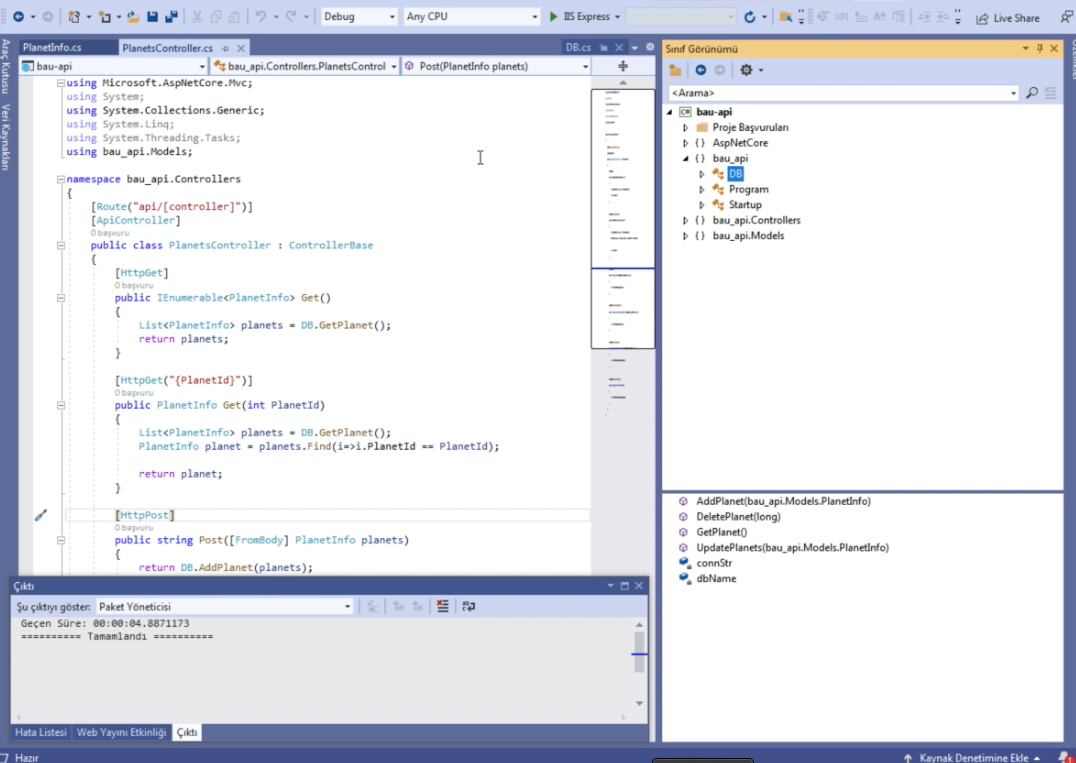 Debug
Any CPU
IIS Express
Live Share
PlanetInfo.cs
PlanetsController.cs
DB.cs
bau-api
bau_api.Controllers.PlanetsControl
Post(PlanetInfo planets)
Araç Kutusu
Veri Kaynakları
using Microsoft.AspNetCore.Mvc;
using System;
using System.Collections.Generic;
using System.Linq;
using System.Threading.Tasks;
using bau_api.Models;
namespace bau_api.Controllers
{
[Route("api/[controller]")]
[ApiController]
0 başvuru
public class PlanetsController : ControllerBase
{
[HttpGet]
0 başvuru
public IEnumerable<PlanetInfo> Get()
{
List<PlanetInfo> planets = DB.GetPlanet();
return planets;
}
[HttpGet("{PlanetId}")]
0 başvuru
public PlanetInfo Get(int PlanetId)
{
List<PlanetInfo> planets = DB.GetPlanet();
PlanetInfo planet = planets.Find(i=>i.PlanetId == PlanetId);
return planet;
}
[HttpPost]
0 başvuru
public string Post([FromBody] PlanetInfo planets)
{
return DB.AddPlanet(planets);
Çıktı
Şu çıktıyı göster:
Paket Yöneticisi
Geçen Süre: 00:00:04.8871173
========== Tamamlandı ==========
Hata Listesi
Web Yayını Etkinliği
Çıktı
Sınıf Görünümü
<Arama>
bau-api
Proje Başvuruları
{} AspNetCore
{} bau_api
DB
Program
Startup
{} bau_api.Controllers
{} bau_api.Models
AddPlanet(bau_api.Models.PlanetInfo)
DeletePlanet(long)
GetPlanet()
UpdatePlanets(bau_api.Models.PlanetInfo)
connStr
dbName
Hazır
Kaynak Denetimine Ekle
1